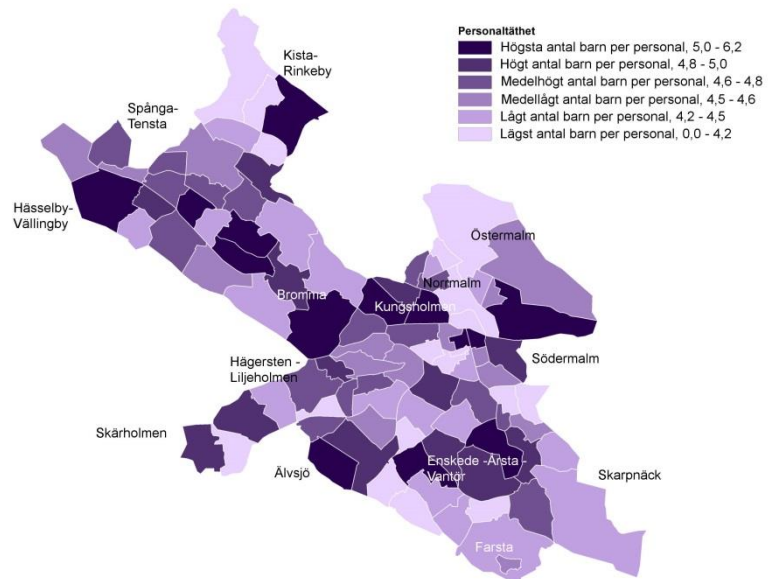 Personaltäthet
Högsta antal barn per personal, 5,0 - 6,2
Högt antal barn per personal, 4,8 - 5,0
Medelhögt antal barn per personal, 4,6 - 4,8
Medellågt antal barn per personal, 4,5 - 4,6
Lågt antal barn per personal, 4,2 - 4,5
Lägst antal barn per personal, 0,0 - 4,2
Kista-
Rinkeby
Spånga-
Tensta
Hässelby-
Vällingby
Östermalm
Norrmalm
Bromma
Kungsholmen
Södermalm
Hägersten -
Liljeholmen
Skärholmen
Älvsjö
Enskede -Årsta -
Vantör
Skarpnäck
Farsta